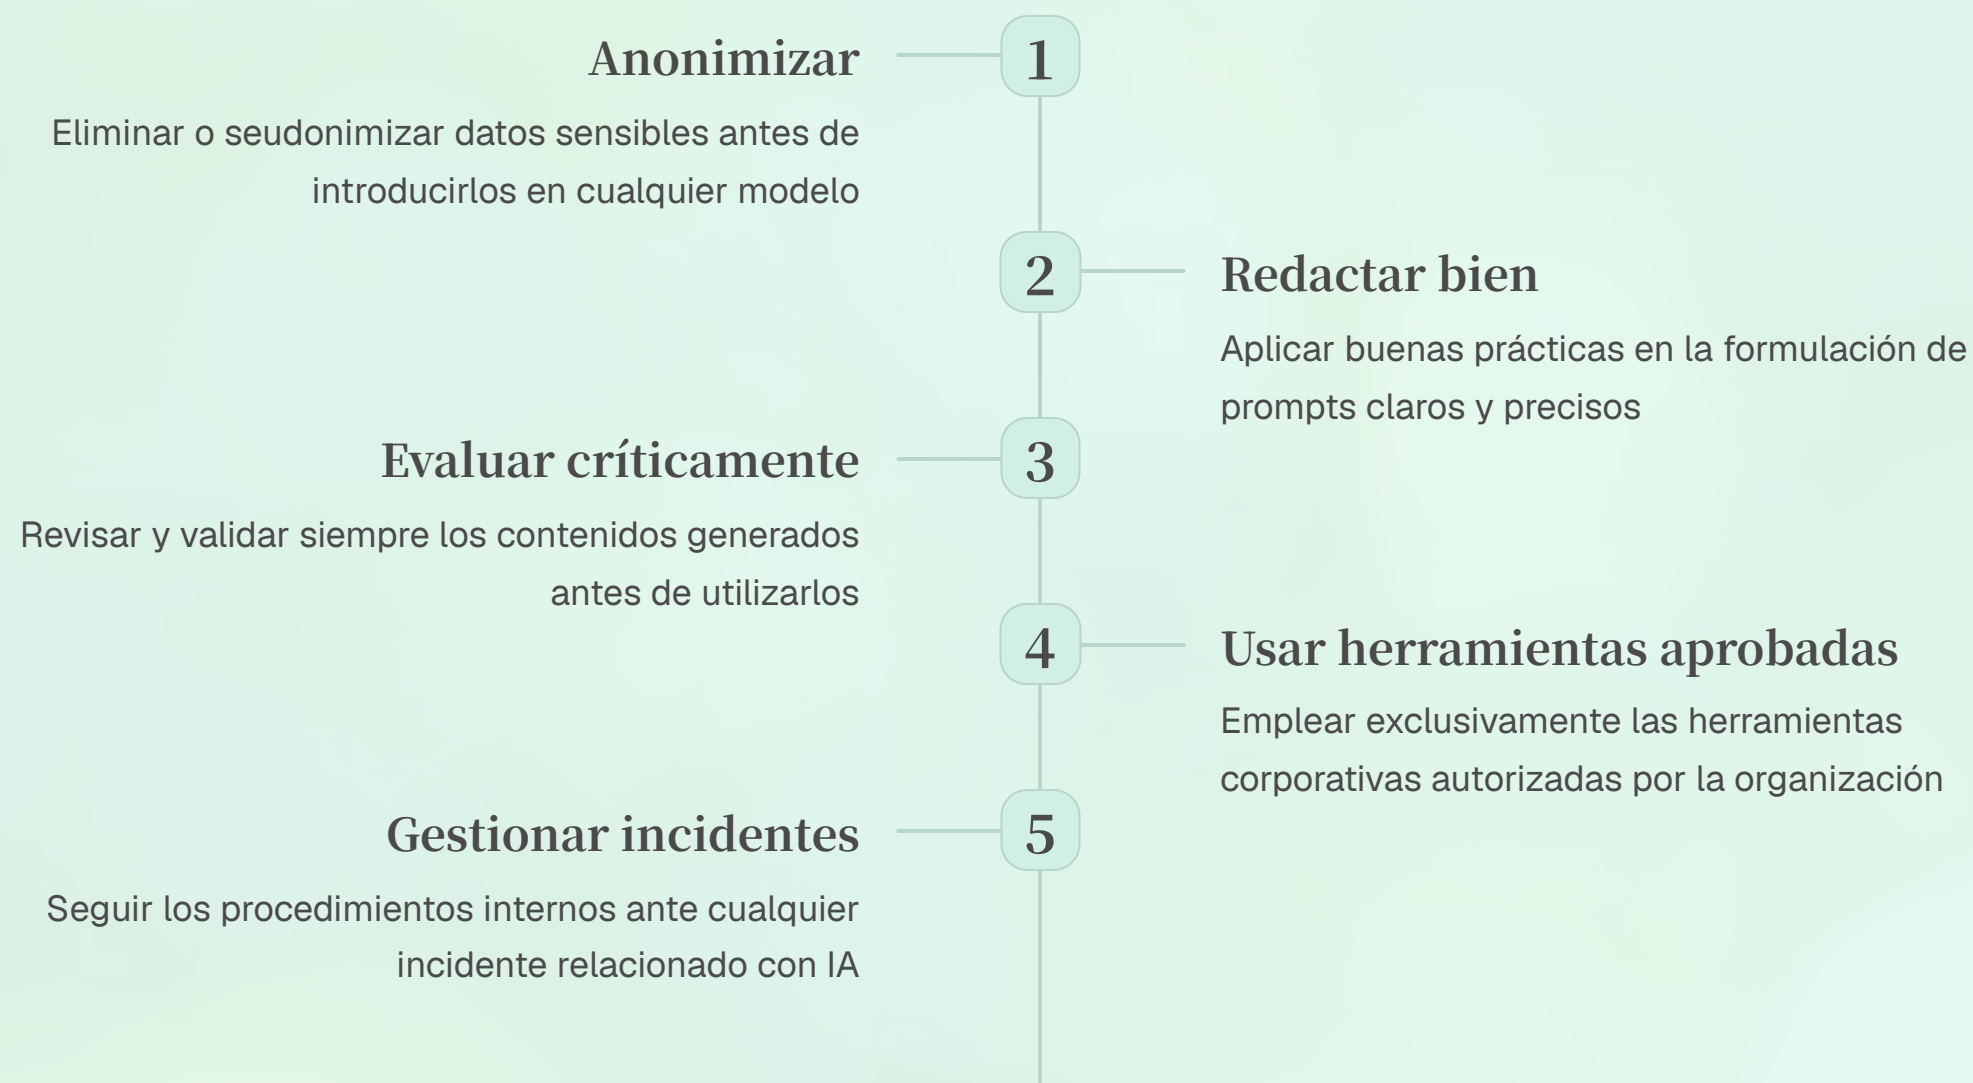 1
Anonimizar
Eliminar o seudonimizar datos sensibles antes de
introducirlos en cualquier modelo
2
Redactar bien
Aplicar buenas prácticas en la formulación de
prompts claros y precisos
3
Evaluar críticamente
Revisar y validar siempre los contenidos generados
antes de utilizarlos
4
Usar herramientas aprobadas
Emplear exclusivamente las herramientas
corporativas autorizadas por la organización
5
Gestionar incidentes
Seguir los procedimientos internos ante cualquier
incidente relacionado con IA